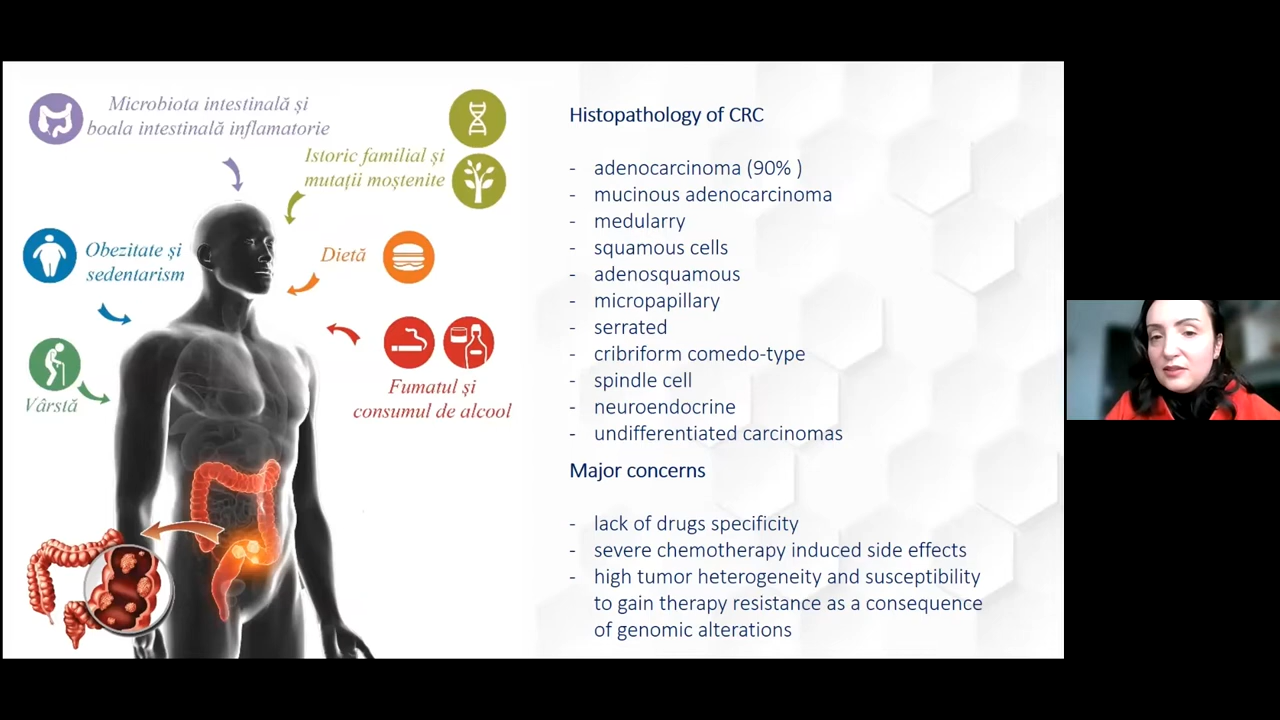 Microbiota intestinală și
boala intestinală inflamatorie
Istoric familial și
mutații moștenite
Obezitate și
sedentarism
Dietă
Vârstă
Fumatul și
consumul de alcool
Histopathology of CRC
- adenocarcinoma (90% )
- mucinous adenocarcinoma
- medularry
- squamous cells
- adenosquamous
- micropapillary
- serrated
- cribriform comedo-type
- spindle cell
- neuroendocrine
- undifferentiated carcinomas
Major concerns
- lack of drugs specificity
- severe chemotherapy induced side effects
- high tumor heterogeneity and susceptibility
to gain therapy resistance as a consequence
of genomic alterations